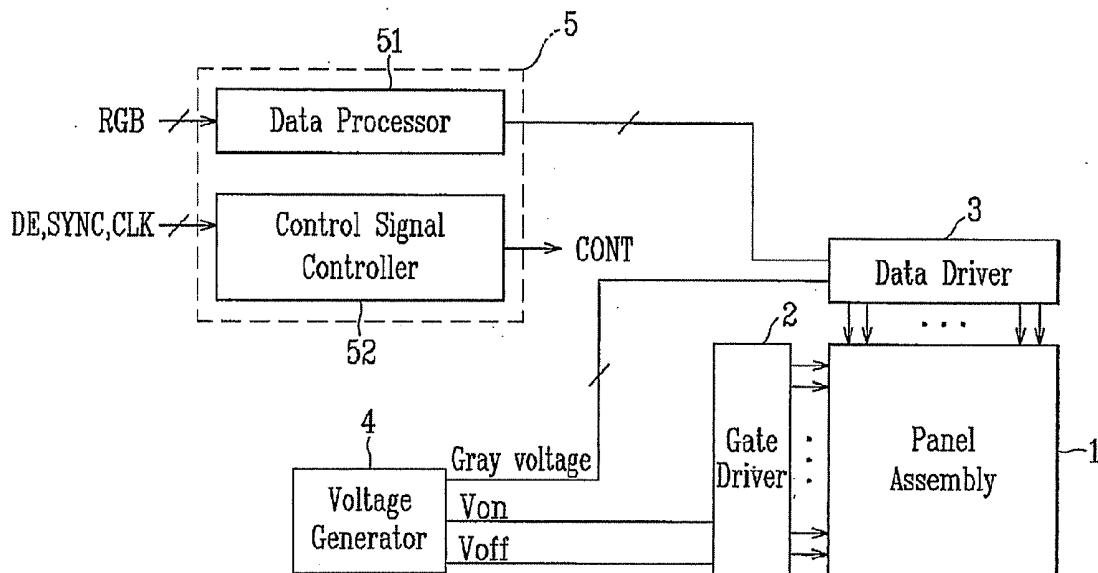 5
51
RGB
Data Processor
DE,SYNC,CLK
Control Signal
Controller
CONT
52
3
Data Driver
. . .
2
Gate
Driver
Panel
Assembly
1
4
Voltage
Generator
Gray voltage
Von
Voff